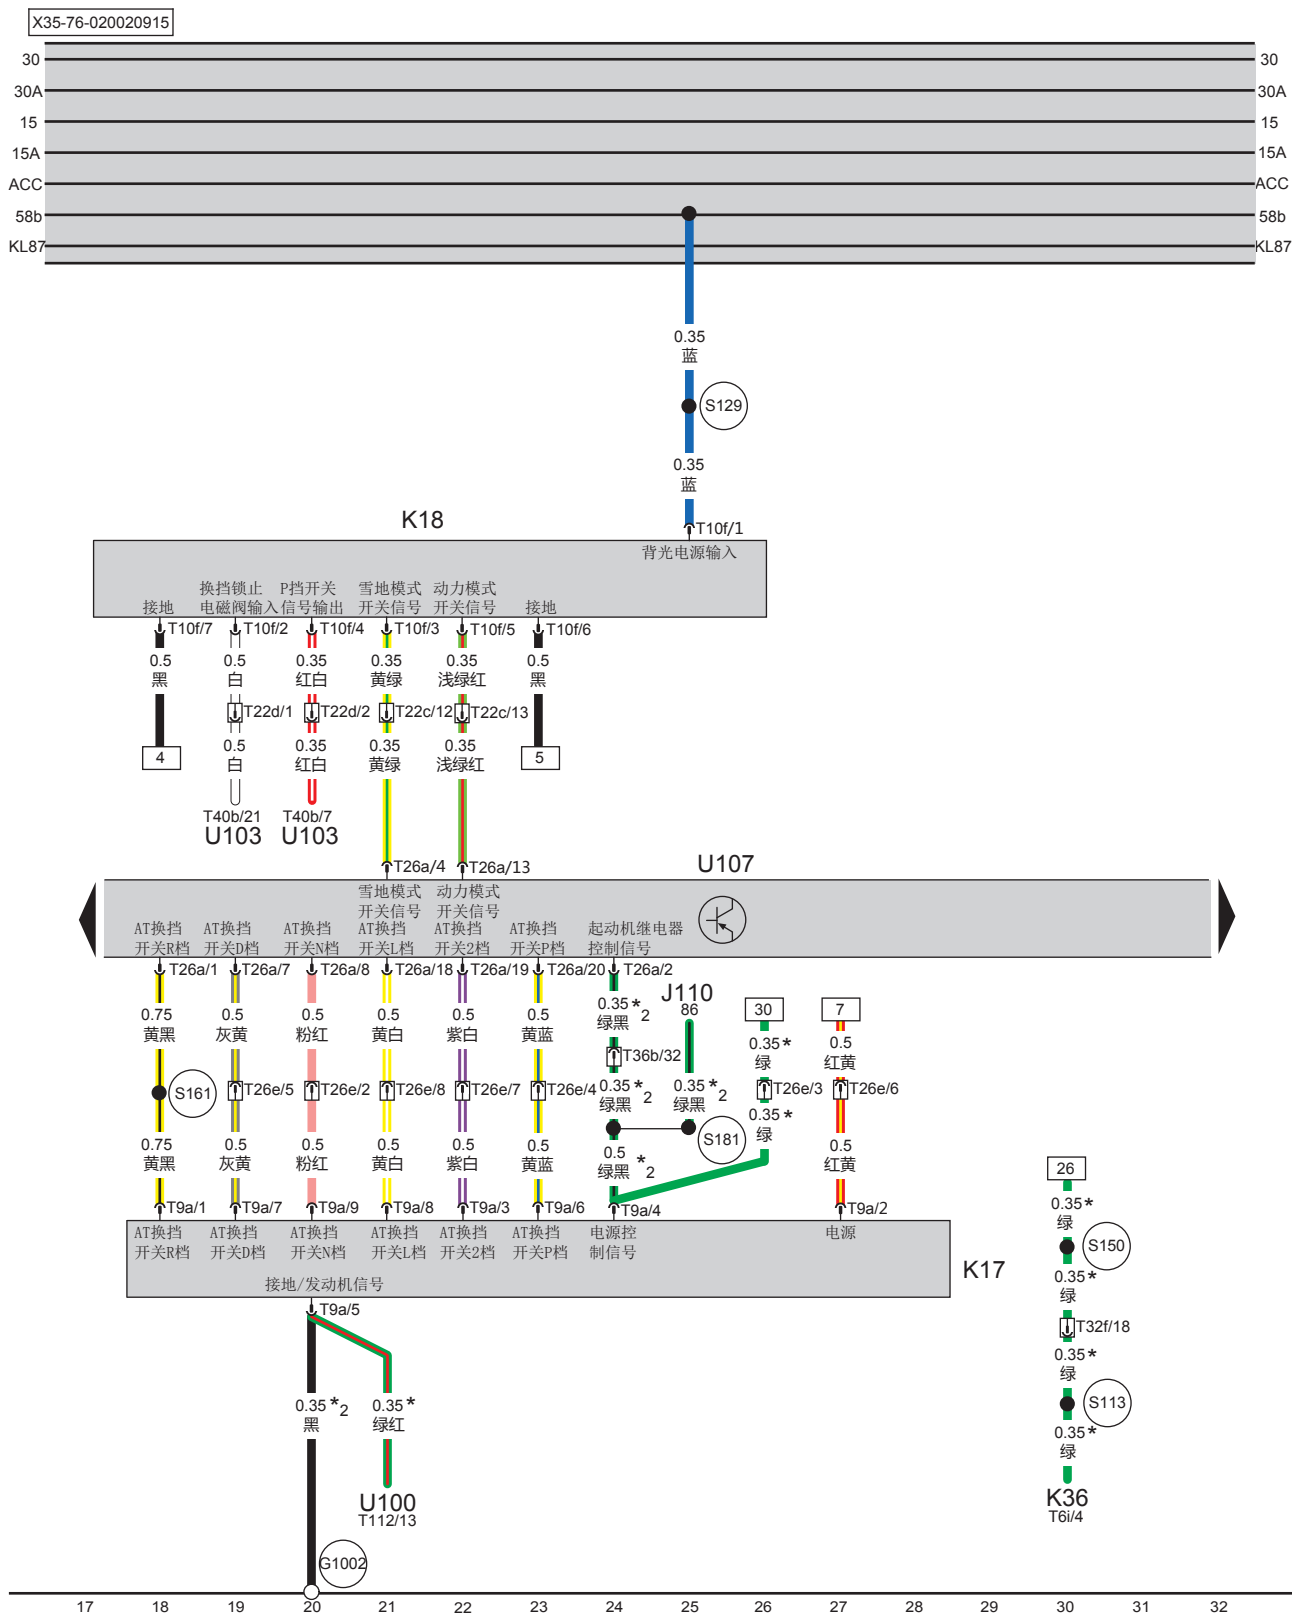 X35-76-020020915
30 30
30A 30A
15 15
15A 15A
ACC ACC
58b 58b
KL87 KL87
0.35
蓝
S129
0.35
蓝
K18
T10f/1
背光电源输入
换挡锁止 P挡开关 雪地模式 动力模式
接地 电磁阀输入 信号输出 开关信号 开关信号 接地
T10f/7 T10f/2 T10f/4 T10f/3 T10f/5 T10f/6
0.5 0.5 0.35 0.35 0.35 0.5
黑 白 红白 黄绿 浅绿红 黑
T22d/1 T22d/2 T22c/12 T22c/13
0.5 0.35 0.35 0.35
4 白 红白 黄绿 浅绿红 5
T40b/21 T40b/7
U103 U103
T26a/4 T26a/13
U107
雪地模式 动力模式
开关信号 开关信号
AT换挡 AT换挡 AT换挡 AT换挡 AT换挡 AT换挡 起动机继电器
开关R档 开关D档 开关N档 开关L档 开关2档 开关P档 控制信号
T26a/1 T26a/7 T26a/8 T26a/18 T26a/19 T26a/20 T26a/2
J110
86 30 7
0.75 0.5 0.5 0.5 0.5 0.5 0.35*2 0.35* 0.5
黄黑 灰黄 粉红 黄白 紫白 黄蓝 绿黑 绿 红黄
T36b/32
S161 T26e/5 T26e/2 T26e/8 T26e/7 T26e/4 T26e/3 T26e/6
0.35*2 0.35*2 0.35*
绿黑 绿黑 绿
S181
0.75 0.5 0.5 0.5 0.5 0.5 0.5 *2 0.5
黄黑 灰黄 粉红 黄白 紫白 黄蓝 绿黑 红黄
26
T9a/1 T9a/7 T9a/9 T9a/8 T9a/3 T9a/6 T9a/4 T9a/2
0.35*
绿
AT换挡 AT换挡 AT换挡 AT换挡 AT换挡 AT换挡 电源控 电源
开关R档 开关D档 开关N档 开关L档 开关2档 开关P档 制信号
S150
K17
接地/发动机信号
0.35*
绿
T9a/5
T32f/18
0.35*
绿
S113
0.35*2 0.35*
黑 绿红
0.35*
绿
U100
T112/13
K36
T6i/4
G1002
17 18 19 20 21 22 23 24 25 26 27 28 29 30 31 32